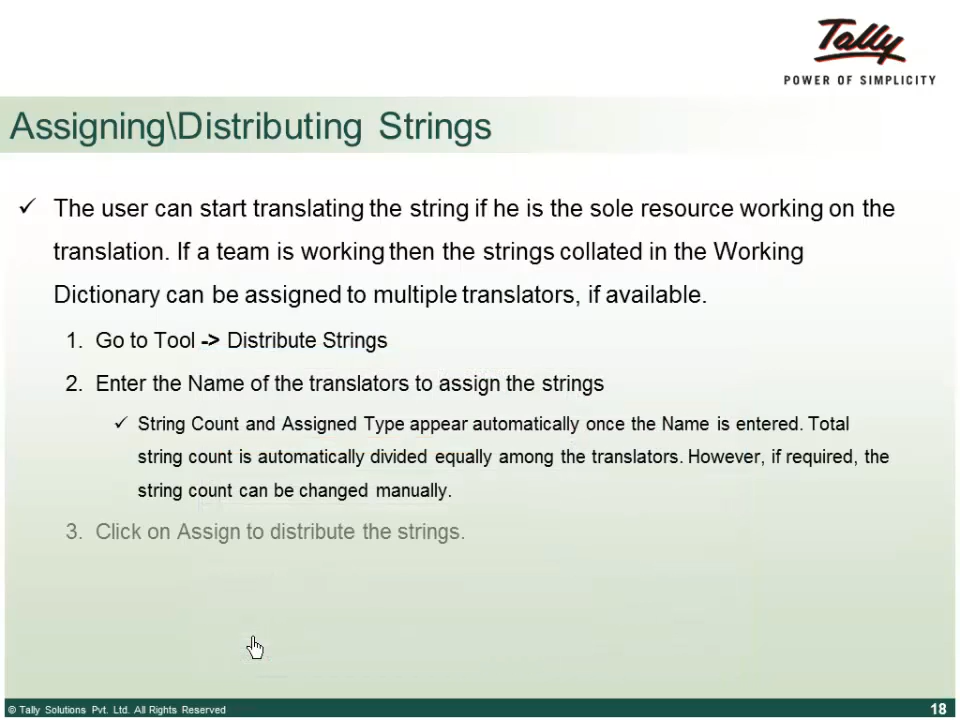 Tally
POWER OF SIMPLICITY
Assigning\Distributing Strings
✓ The user can start translating the string if he is the sole resource working on the
translation. If a team is working then the strings collated in the Working
Dictionary can be assigned to multiple translators, if available.
1. Go to Tool -> Distribute Strings
2. Enter the Name of the translators to assign the strings
✓ String Count and Assigned Type appear automatically once the Name is entered. Total
string count is automatically divided equally among the translators. However, if required, the
string count can be changed manually.
3. Click on Assign to distribute the strings.
© Tally Solutions Pvt. Ltd. All Rights Reserved
18